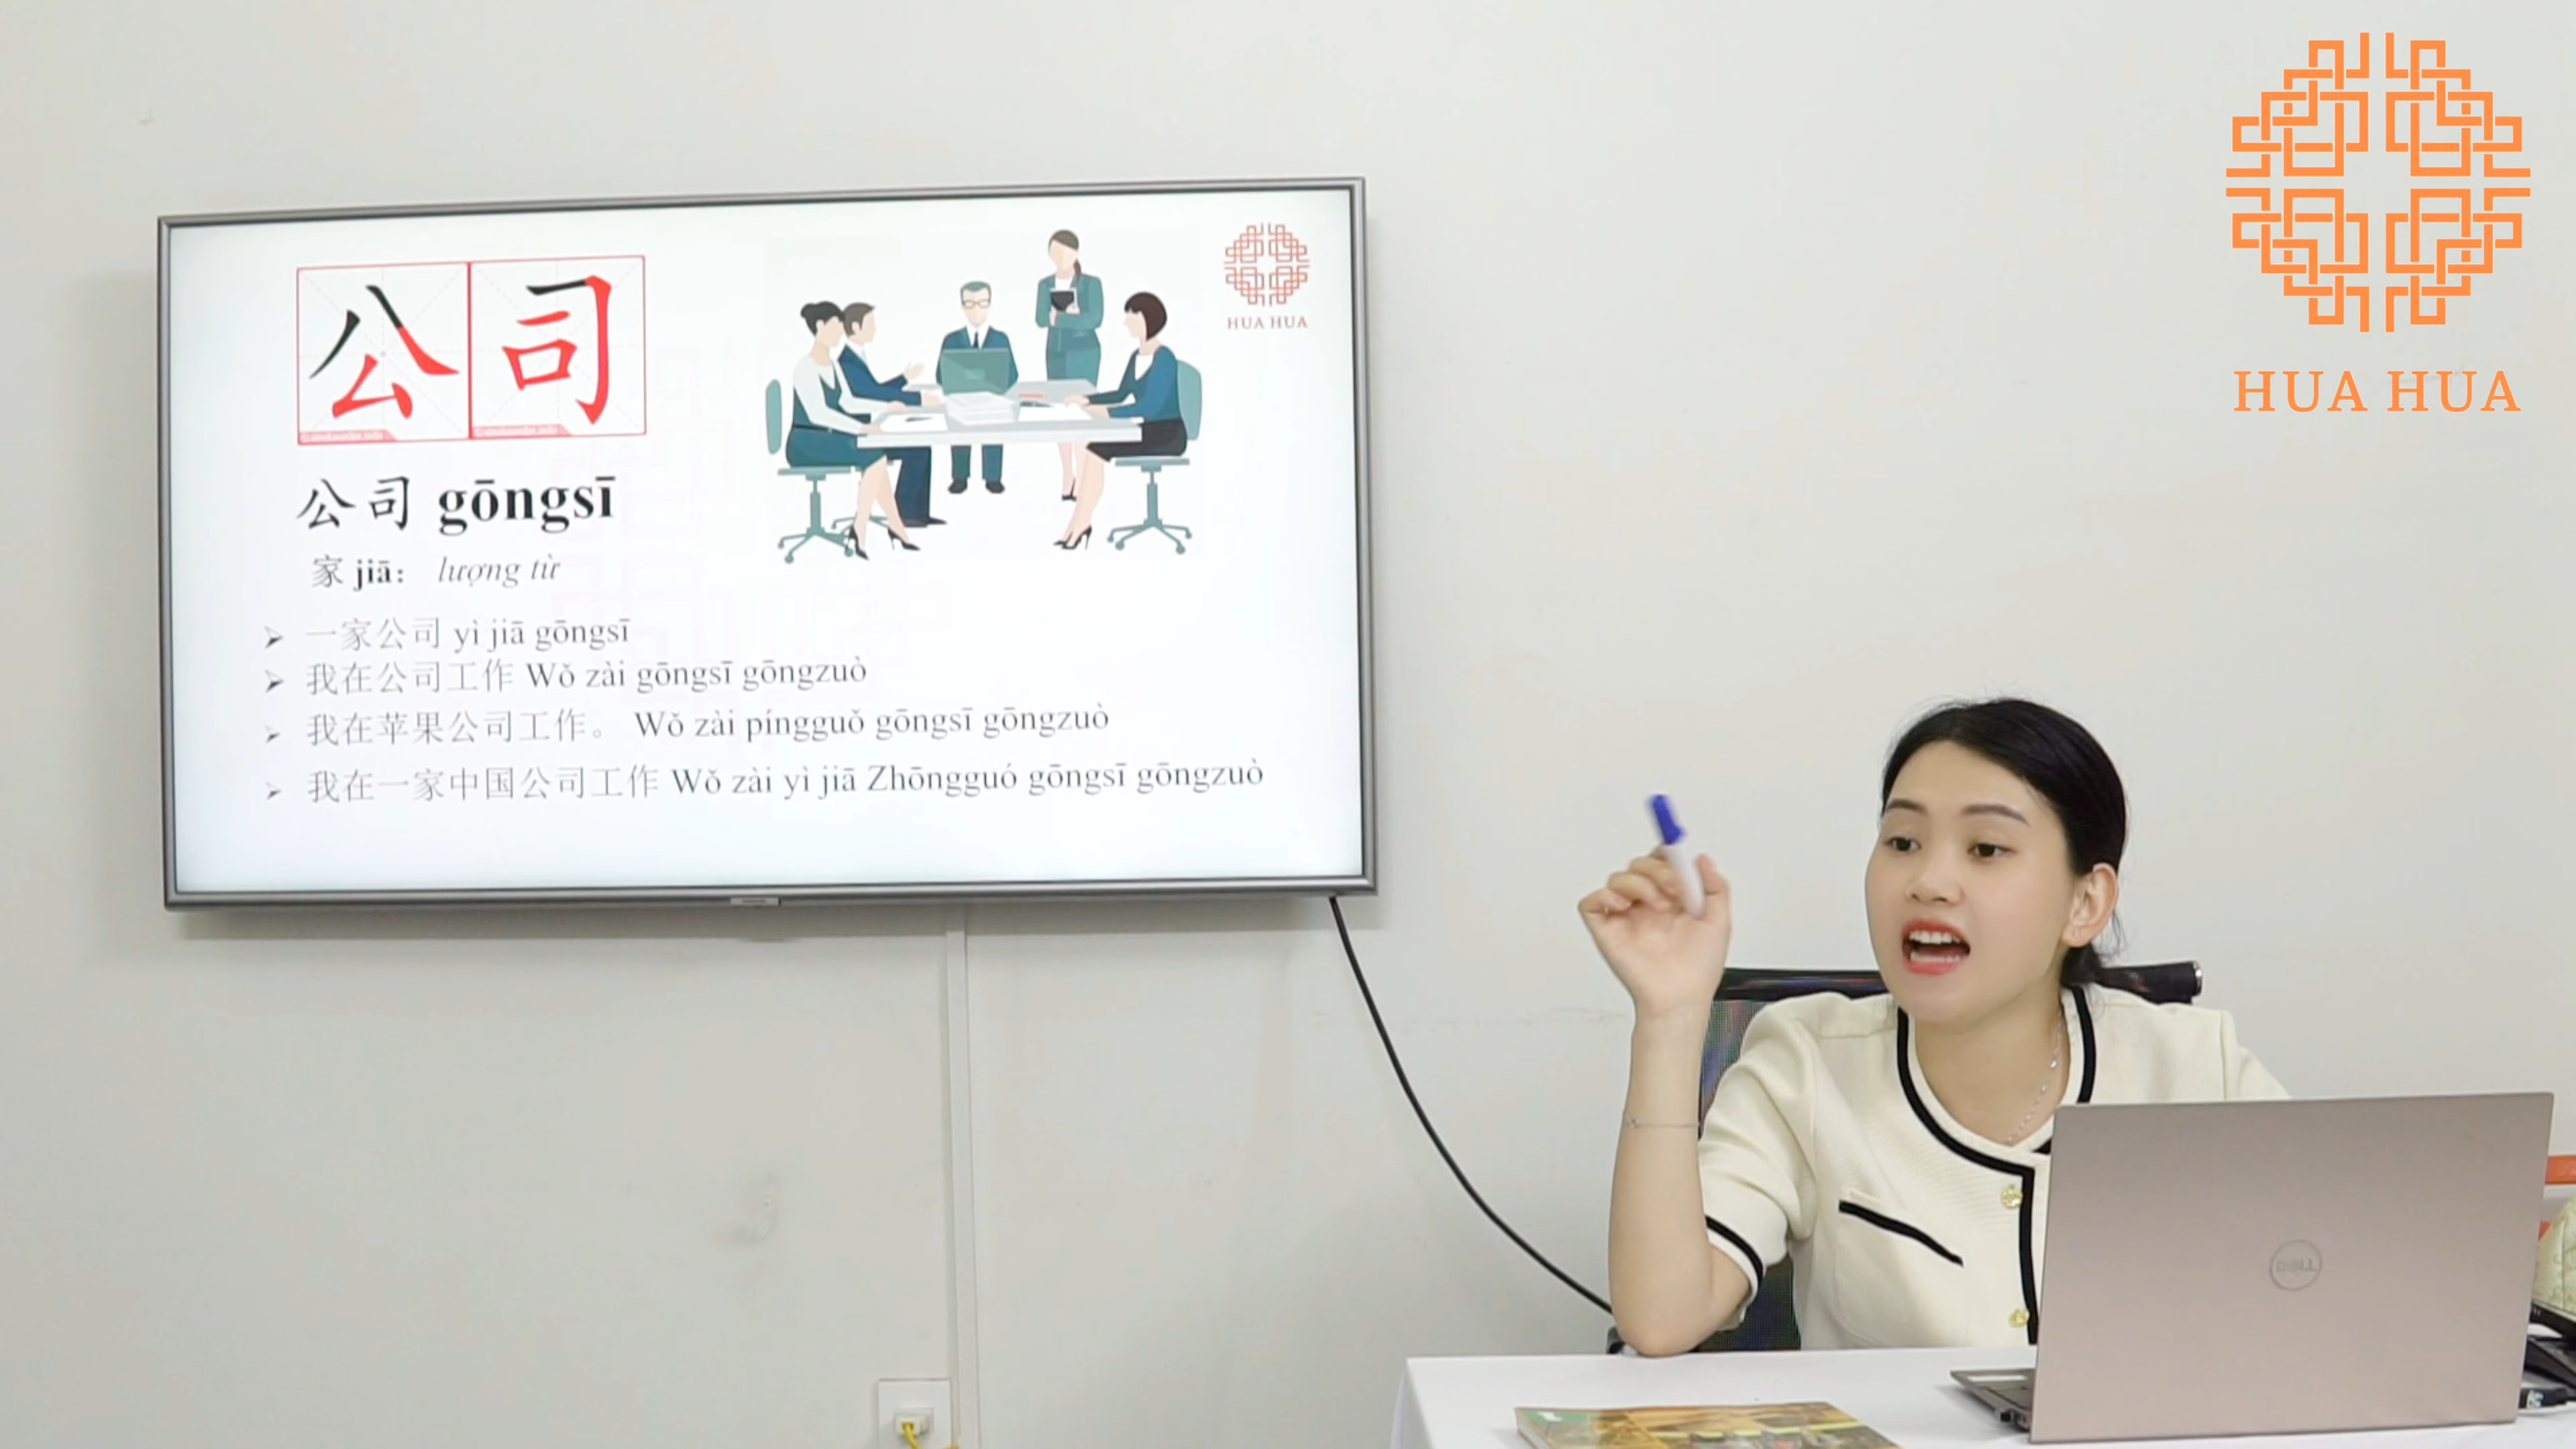 公司
HUA HUA
公司 gōngsī
家 jiā: lượng từ
➢ 一家公司 yì jiā gōngsī
➢ 我在公司工作 Wǒ zài gōngsī gōngzuò
➢ 我在苹果公司工作。 Wǒ zài píngguǒ gōngsī gōngzuò
➢ 我在一家中国公司工作 Wǒ zài yì jiā Zhōngguó gōngsī gōngzuò
HUA HUA
DELL